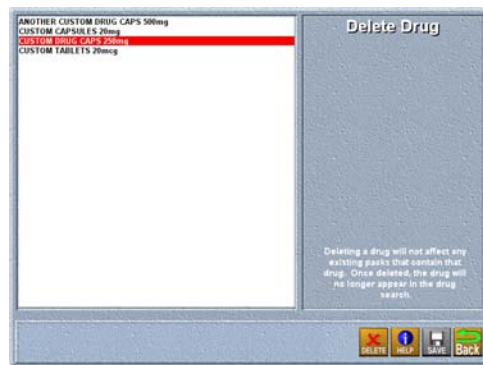 ANOTHER CUSTOM DRUG CAPS 500mg
CUSTOM CAPSULES 20mg
CUSTOM DRUG CAPS 250mg
CUSTOM TABLETS 20mcg
Delete Drug
Deleting a drug will not affect any
existing packs that contain that
drug. Once deleted, the drug will
no longer appear in the drug
search.
DELETE
HELP
SAVE
Back